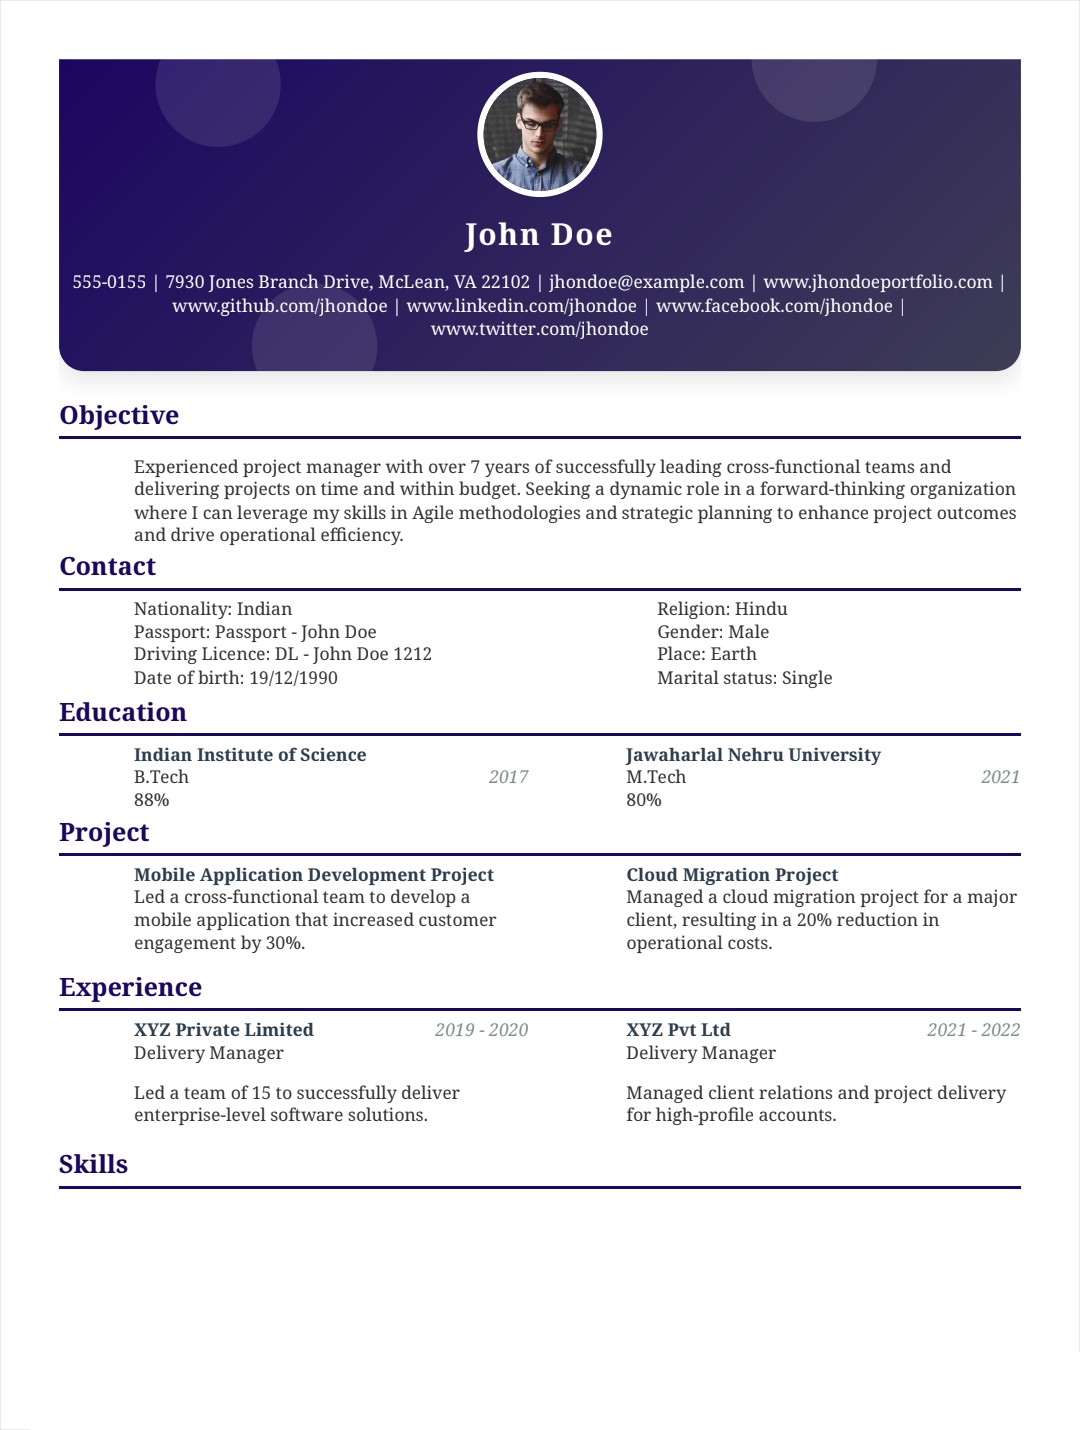 John Doe
555-0155 | 7930 Jones Branch Drive, McLean, VA 22102 | jhondoe@example.com | www.jhondoeportfolio.com |
www.github.com/jhondoe | www.linkedin.com/jhondoe | www.facebook.com/jhondoe |
www.twitter.com/jhondoe
Objective
Experienced project manager with over 7 years of successfully leading cross-functional teams and
delivering projects on time and within budget. Seeking a dynamic role in a forward-thinking organization
where I can leverage my skills in Agile methodologies and strategic planning to enhance project outcomes
and drive operational efficiency.
Contact
Nationality: Indian
Passport: Passport - John Doe
Driving Licence: DL - John Doe 1212
Date of birth: 19/12/1990
Religion: Hindu
Gender: Male
Place: Earth
Marital status: Single
Education
Indian Institute of Science
B.Tech 2017
88%
Jawaharlal Nehru University
M.Tech 2021
80%
Project
Mobile Application Development Project
Led a cross-functional team to develop a
mobile application that increased customer
engagement by 30%.
Cloud Migration Project
Managed a cloud migration project for a major
client, resulting in a 20% reduction in
operational costs.
Experience
XYZ Private Limited 2019 - 2020
Delivery Manager
Led a team of 15 to successfully deliver
enterprise-level software solutions.
XYZ Pvt Ltd 2021 - 2022
Delivery Manager
Managed client relations and project delivery
for high-profile accounts.
Skills